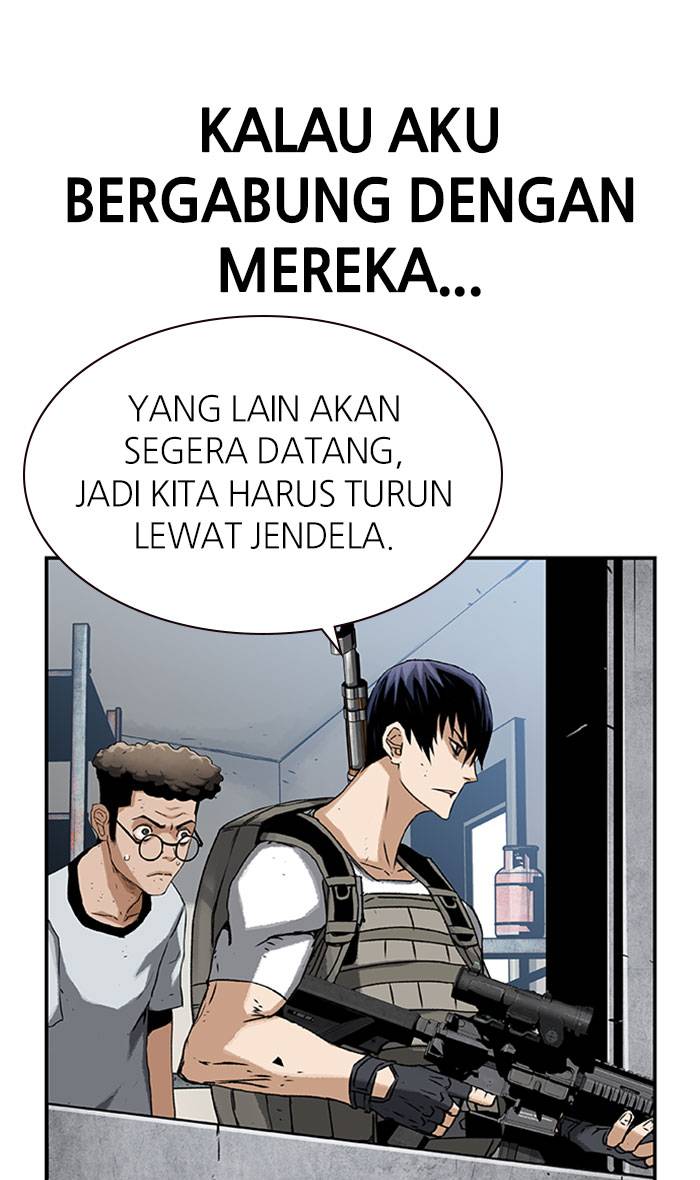 KALAU AKU
BERGABUNG DENGAN
MEREKA...
YANG LAIN AKAN
SEGERA DATANG,
JADI KITA HARUS TURUN
LEWAT JENDELA.